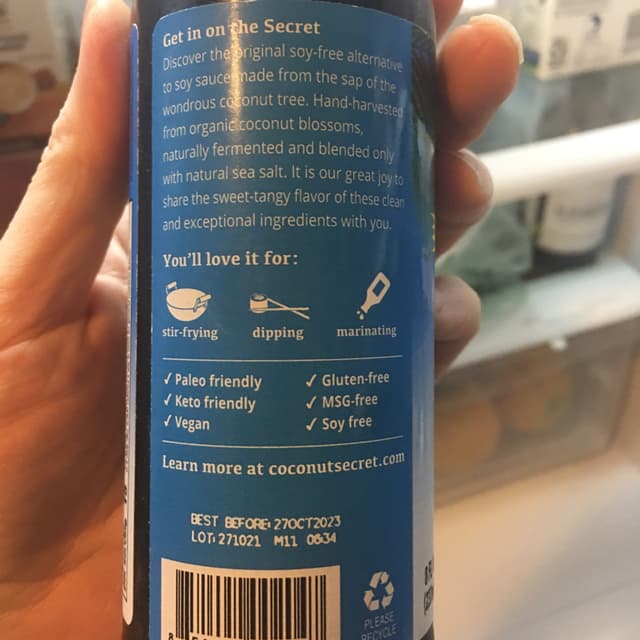 Get in on the Secret
Discover the original soy-free alternative
to soy sauce made from the sap of the
wondrous coconut tree. Hand-harvested
from organic coconut blossoms,
naturally fermented and blended only
with natural sea salt. It is our great joy to
share the sweet-tangy flavor of these clean
and exceptional ingredients with you.
You'll love it for:
stir-frying dipping marinating
✓ Paleo friendly ✓ Gluten-free
✓ Keto friendly ✓ MSG-free
✓ Vegan ✓ Soy free
Learn more at coconutsecret.com
BEST BEFORE: 27OCT2023
LOT: 271021 M11 0634
PLEASE
RECYCLE